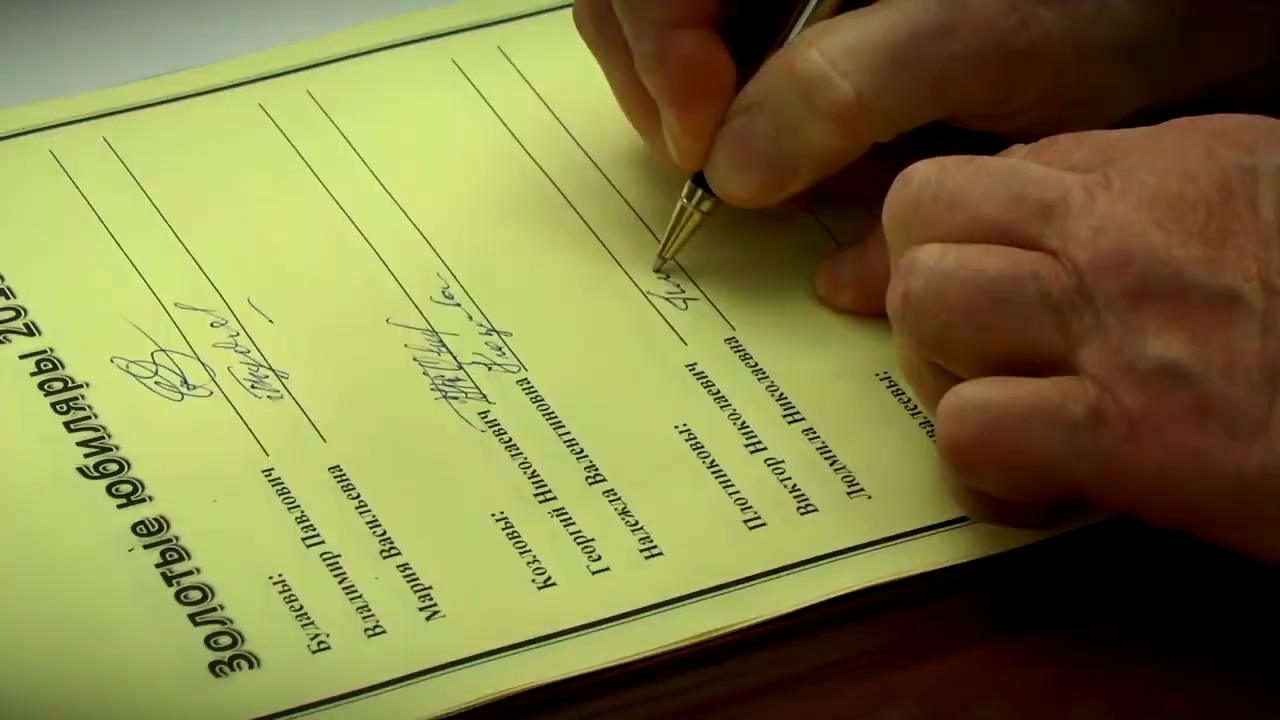 Золотые юбиляры 201
Будаевы:
Владимир Павлович
Мария Васильевна
Козловы:
Георгий Николаевич
Надежда Валентиновна
Плотниковы:
Виктор Николаевич
Людмила Николаевна